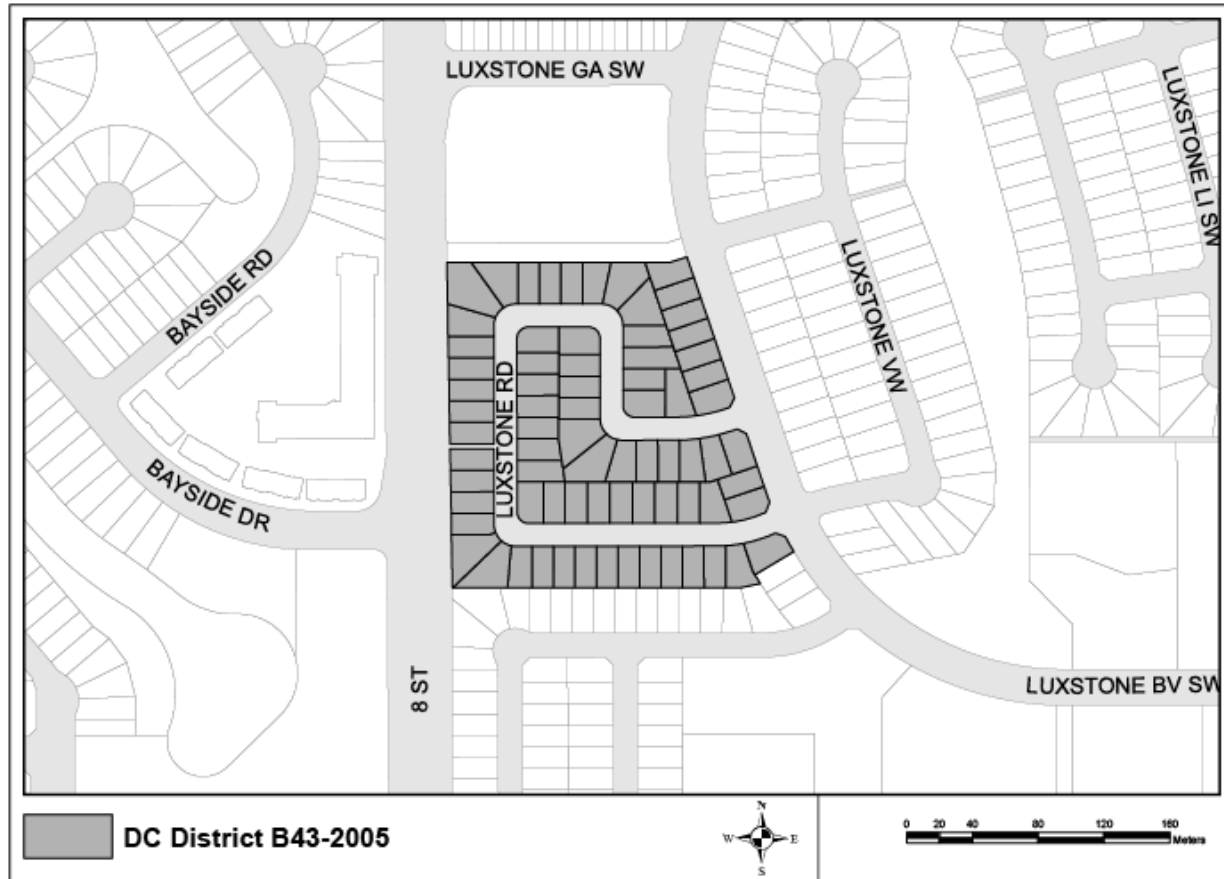 LUXSTONE GA SW
LUXSTONE LI SW
BAYSIDE RD
LUXSTONE VW
LUXSTONE RD
BAYSIDE DR
8 ST
LUXSTONE BV SW
DC District B43-2005
N
W E
S
0 20 40 80 120 160
Meters